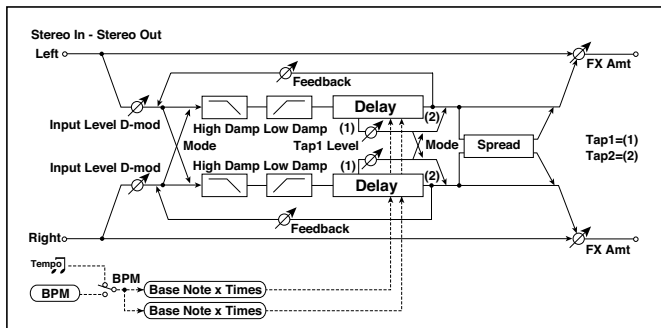 Stereo In - Stereo Out
Left
FX Amt
Feedback
Input Level D-mod
High Damp Low Damp
Delay
(1)
(2)
Tap1 Level
Mode
Mode
Spread
Tap1=(1)
Tap2=(2)
Input Level D-mod
High Damp Low Damp
(1)
Delay
(2)
Feedback
Right
FX Amt
Tempo
BPM
BPM
Base Note x Times
Base Note x Times